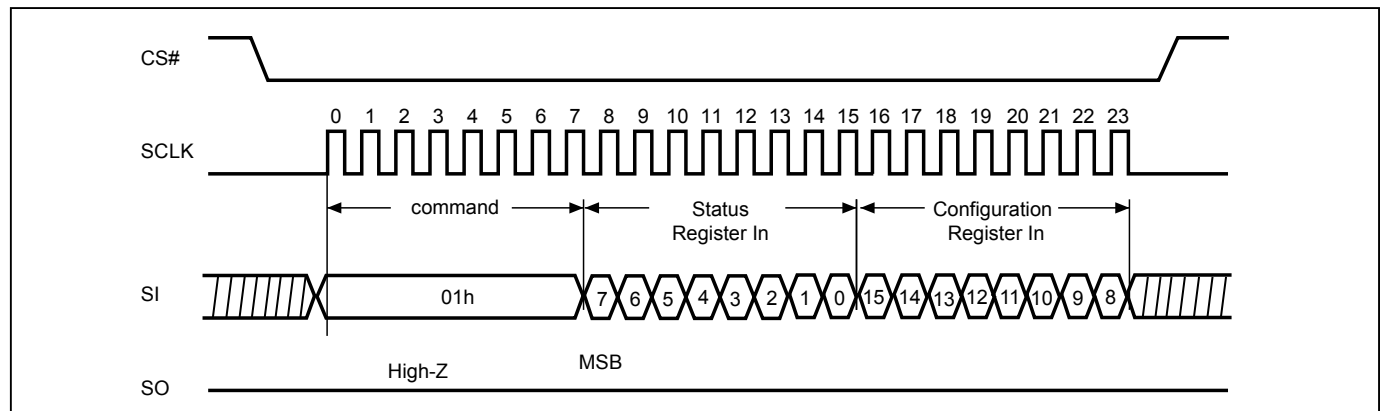 CS#
0 1 2 3 4 5 6 7 8 9 10 11 12 13 14 15 16 17 18 19 20 21 22 23
SCLK
command Status Configuration
Register In Register In
SI 01h 7 6 5 4 3 2 1 0 15 14 13 12 11 10 9 8
High-Z MSB
SO